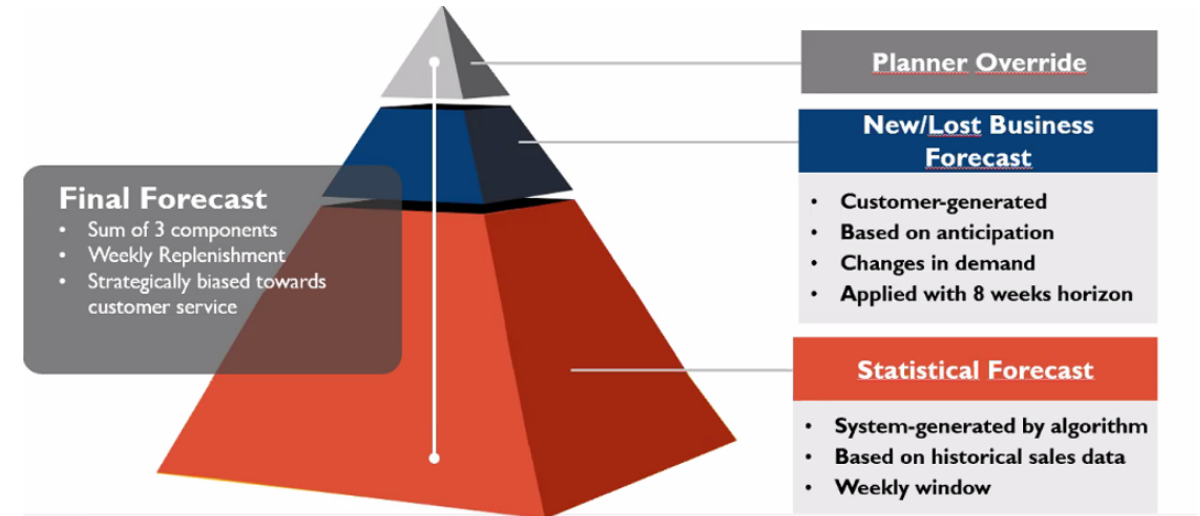 Planner Override
New/Lost Business
Forecast
• Customer-generated
• Based on anticipation
• Changes in demand
• Applied with 8 weeks horizon
Final Forecast
• Sum of 3 components
• Weekly Replenishment
• Strategically biased towards
customer service
Statistical Forecast
• System-generated by algorithm
• Based on historical sales data
• Weekly window